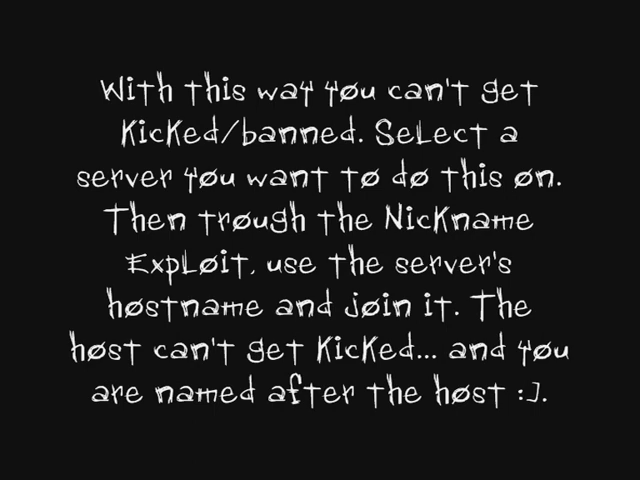 With this way you can't get
Kicked/banned. Select a
server you want to do this on.
Then trough the Nickname
Exploit, use the server's
hostname and join it. The
host can't get Kicked... and you
are named after the host :].